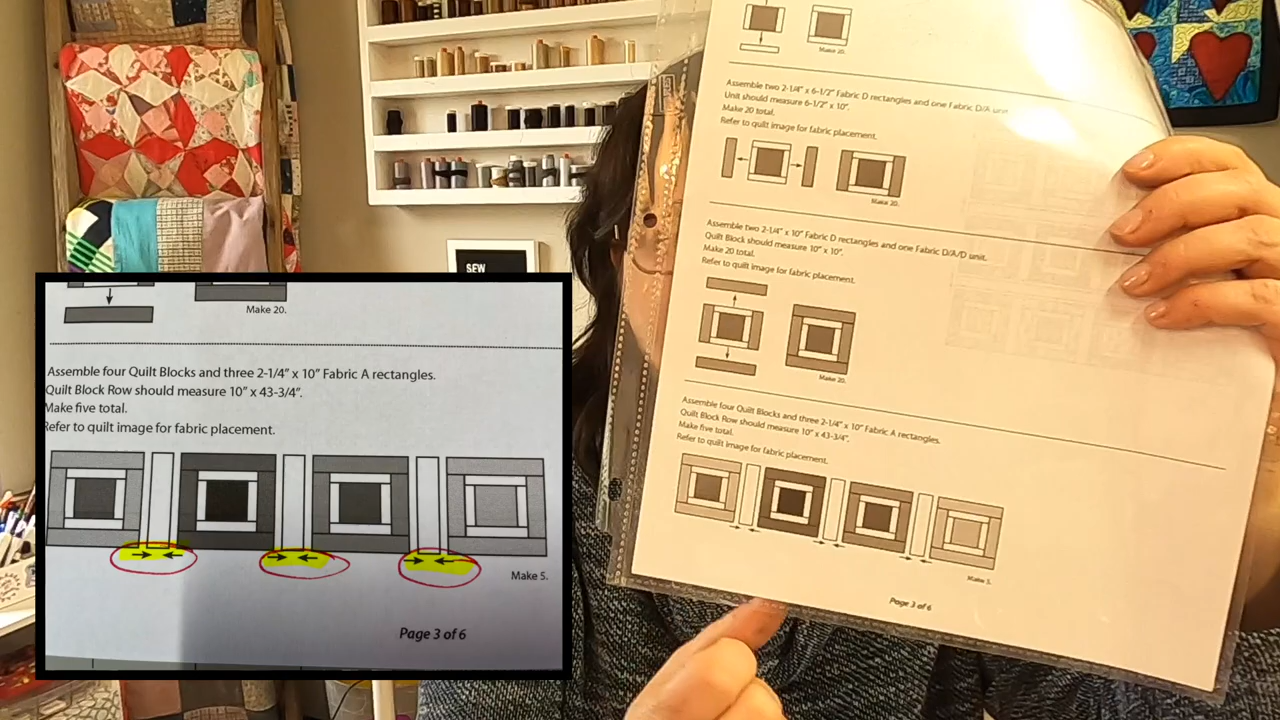 Make 20.
Assemble two 2-1/4" x 6-1/2" Fabric D rectangles and one Fabric D/A unit.
Unit should measure 6-1/2" x 10".
Make 20 total.
Refer to quilt image for fabric placement.
Make 20.
Assemble two 2-1/4" x 10" Fabric D rectangles and one Fabric D/A/D unit.
Quilt Block should measure 10" x 10".
Make 20 total.
Refer to quilt image for fabric placement.
Make 20.
Assemble four Quilt Blocks and three 2-1/4" x 10" Fabric A rectangles.
Quilt Block Row should measure 10" x 43-3/4".
Make five total.
Refer to quilt image for fabric placement.
Make 5.
Page 3 of 6
SEW
Make 20.
Assemble four Quilt Blocks and three 2-1/4" x 10" Fabric A rectangles.
Quilt Block Row should measure 10" x 43-3/4".
Make five total.
Refer to quilt image for fabric placement.
Make 5.
Page 3 of 6